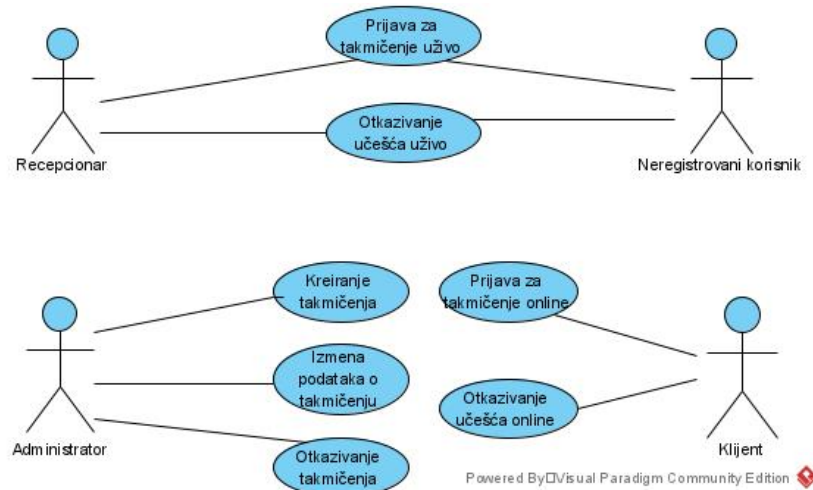 Prijava za
takmičenje uživo
Otkazivanje
učešća uživo
Recepcionar
Neregistrovani korisnik
Kreiranje
takmičenja
Prijava za
takmičenje online
Izmena
podataka o
takmičenju
Otkazivanje
učešća online
Administrator
Klijent
Otkazivanje
takmičenja
Powered By Visual Paradigm Community Edition